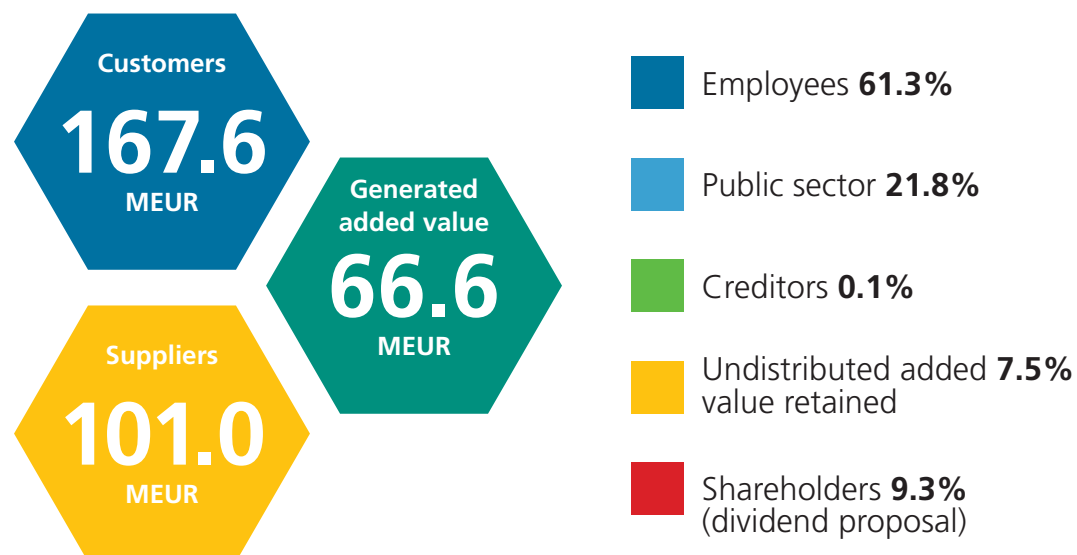 Customers
167.6
MEUR
Generated
added value
66.6
MEUR
Suppliers
101.0
MEUR
Employees 61.3%
Public sector 21.8%
Creditors 0.1%
Undistributed added 7.5%
value retained
Shareholders 9.3%
(dividend proposal)